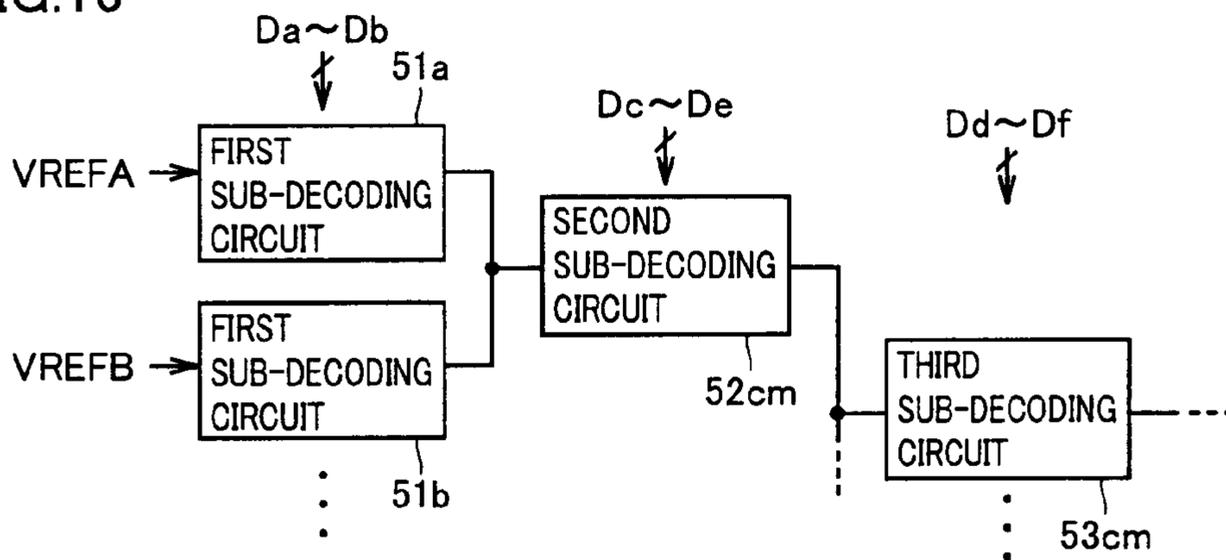 Da~Db
51a
VREFA
FIRST
SUB-DECODING
CIRCUIT
Dc~De
SECOND
SUB-DECODING
CIRCUIT
52cm
Dd~Df
VREFB
FIRST
SUB-DECODING
CIRCUIT
51b
THIRD
SUB-DECODING
CIRCUIT
53cm